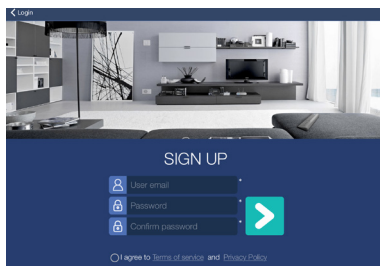 Login
SIGN UP
User email *
Password *
Confirm password *
I agree to Terms of service and Privacy Policy